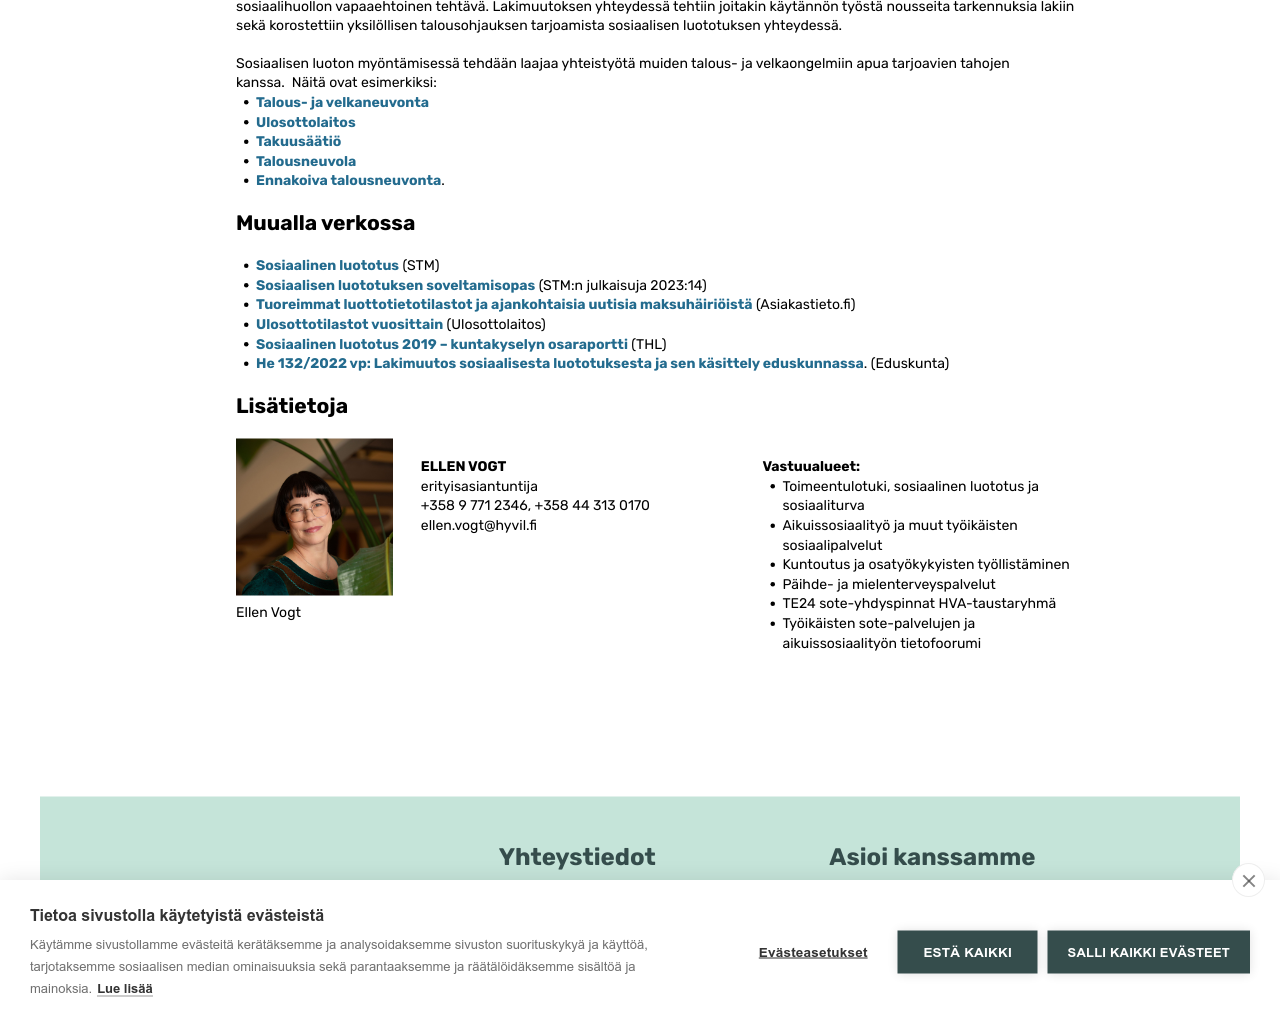 sosiaalihuollon vapaaehtoinen tehtävä. Lakimuutoksen yhteydessä tehtiin joitakin käytännön työstä nousseita tarkennuksia lakiin
sekä korostettiin yksilöllisen talousohjauksen tarjoamista sosiaalisen luototuksen yhteydessä.
Sosiaalisen luoton myöntämisessä tehdään laajaa yhteistyötä muiden talous- ja velkaongelmiin apua tarjoavien tahojen
kanssa.  Näitä ovat esimerkiksi:
• Talous- ja velkaneuvonta
• Ulosottolaitos
• Takuusäätiö
• Talousneuvola
• Ennakoiva talousneuvonta.
Muualla verkossa
• Sosiaalinen luototus (STM)
• Sosiaalisen luototuksen soveltamisopas (STM:n julkaisuja 2023:14)
• Tuoreimmat luottotietotilastot ja ajankohtaisia uutisia maksuhäiriöistä (Asiakastieto.fi)
• Ulosottotilastot vuosittain (Ulosottolaitos)
• Sosiaalinen luototus 2019 – kuntakyselyn osaraportti (THL)
• He 132/2022 vp: Lakimuutos sosiaalisesta luototuksesta ja sen käsittely eduskunnassa. (Eduskunta)
Lisätietoja
ELLEN VOGT
erityisasiantuntija
+358 9 771 2346, +358 44 313 0170
ellen.vogt@hyvil.fi
Ellen Vogt
Vastuualueet:
• Toimeentulotuki, sosiaalinen luototus ja
sosiaaliturva
• Aikuissosiaalityö ja muut työikäisten
sosiaalipalvelut
• Kuntoutus ja osatyökykyisten työllistäminen
• Päihde- ja mielenterveyspalvelut
• TE24 sote-yhdyspinnat HVA-taustaryhmä
• Työikäisten sote-palvelujen ja
aikuissosiaalityön tietofoorumi
Yhteystiedot
Asioi kanssamme
Tietoa sivustolla käytetyistä evästeistä
Käytämme sivustollamme evästeitä kerätäksemme ja analysoidaksemme sivuston suorituskykyä ja käyttöä,
tarjotaksemme sosiaalisen median ominaisuuksia sekä parantaaksemme ja räätälöidäksemme sisältöä ja
mainoksia. Lue lisää
Evästeasetukset
ESTÄ KAIKKI
SALLI KAIKKI EVÄSTEET